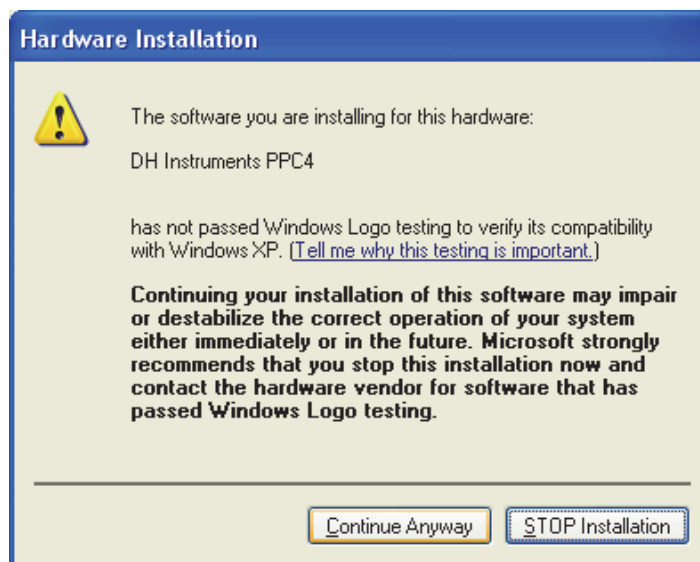 Hardware Installation
The software you are installing for this hardware:
DH Instruments PPC4
has not passed Windows Logo testing to verify its compatibility
with Windows XP. (Tell me why this testing is important.)
Continuing your installation of this software may impair
or destabilize the correct operation of your system
either immediately or in the future. Microsoft strongly
recommends that you stop this installation now and
contact the hardware vendor for software that has
passed Windows Logo testing.
Continue Anyway
STOP Installation